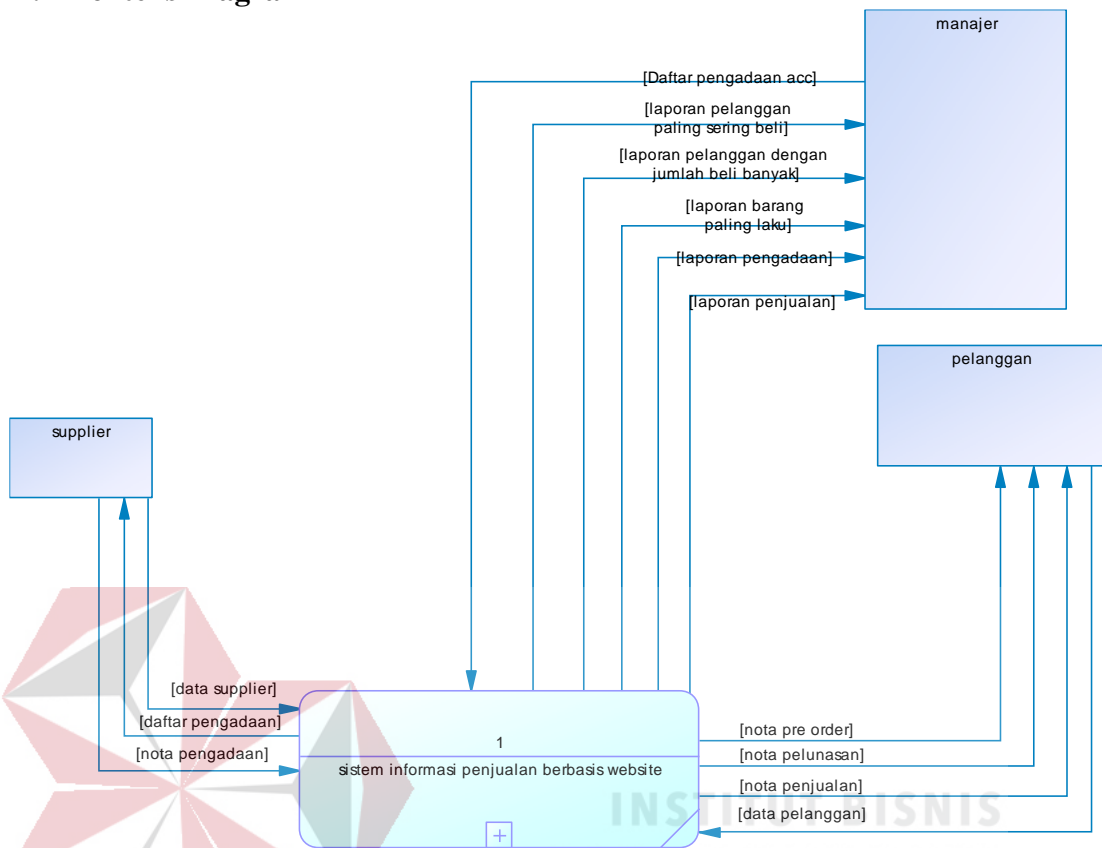 manajer
[Daftar pengadaan acc]
[laporan pelanggan
paling sering beli]
[laporan pelanggan dengan
jumlah beli banyak]
[laporan barang
paling laku]
[laporan pengadaan]
[laporan penjualan]
pelanggan
supplier
[data supplier]
[daftar pengadaan]
[nota pengadaan]
1
sistem informasi penjualan berbasis website
[nota pre order]
[nota pelunasan]
[nota penjualan]
[data pelanggan]
INSTITUT BISNIS